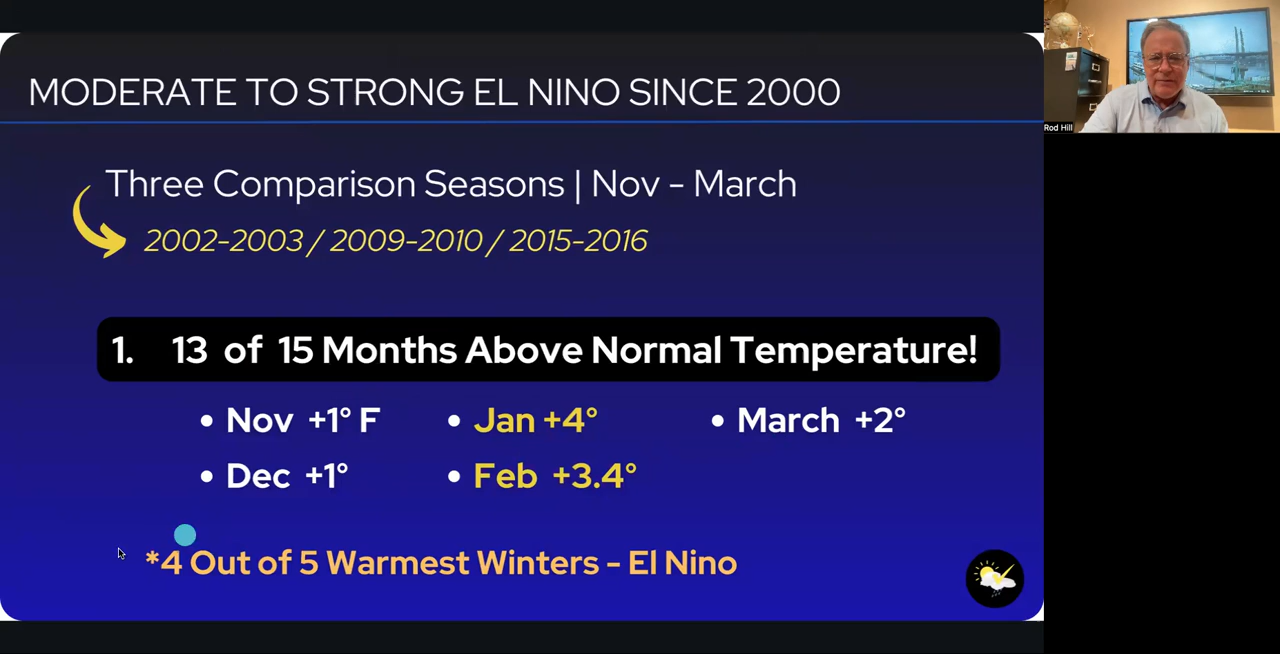 MODERATE TO STRONG EL NINO SINCE 2000
Three Comparison Seasons | Nov - March
2002-2003 / 2009-2010 / 2015-2016
1. 13 of 15 Months Above Normal Temperature!
• Nov +1° F • Jan +4° • March +2°
• Dec +1° • Feb +3.4°
*4 Out of 5 Warmest Winters - El Nino
Rod Hill